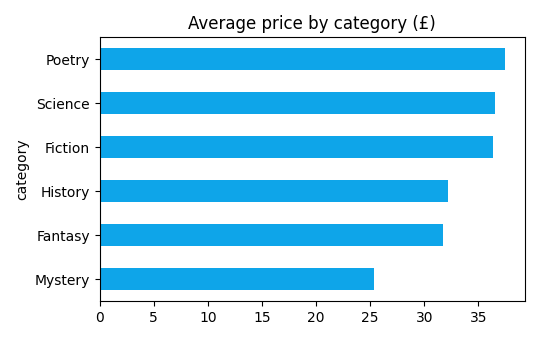 Average price by category (£)
Poetry
Science
Fiction
History
Fantasy
Mystery
category
0 5 10 15 20 25 30 35